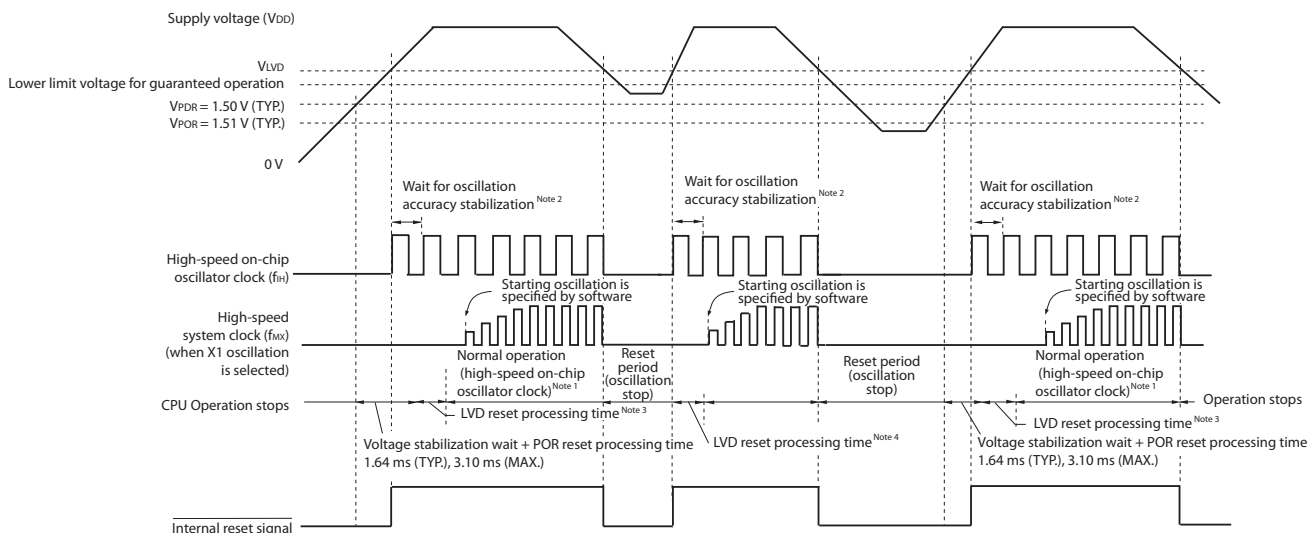 Supply voltage (VDD)
VLVD
Lower limit voltage for guaranteed operation
VPDR = 1.50 V (TYP.)
VPOR = 1.51 V (TYP.)
0 V
Wait for oscillation
accuracy stabilization Note 2
Wait for oscillation
accuracy stabilization Note 2
Wait for oscillation
accuracy stabilization Note 2
High-speed on-chip
oscillator clock (fIH)
Starting oscillation is
specified by software
Starting oscillation is
specified by software
Starting oscillation is
specified by software
High-speed
system clock (fMX)
(when X1 oscillation
is selected)
Normal operation
(high-speed on-chip
oscillator clock) Note 1
Reset
period
(oscillation
stop)
Reset period
(oscillation
stop)
Normal operation
(high-speed on-chip
oscillator clock) Note 1
CPU Operation stops
Operation stops
LVD reset processing time Note 3
LVD reset processing time Note 4
LVD reset processing time Note 3
Voltage stabilization wait + POR reset processing time
1.64 ms (TYP.), 3.10 ms (MAX.)
Voltage stabilization wait + POR reset processing time
1.64 ms (TYP.), 3.10 ms (MAX.)
Internal reset signal